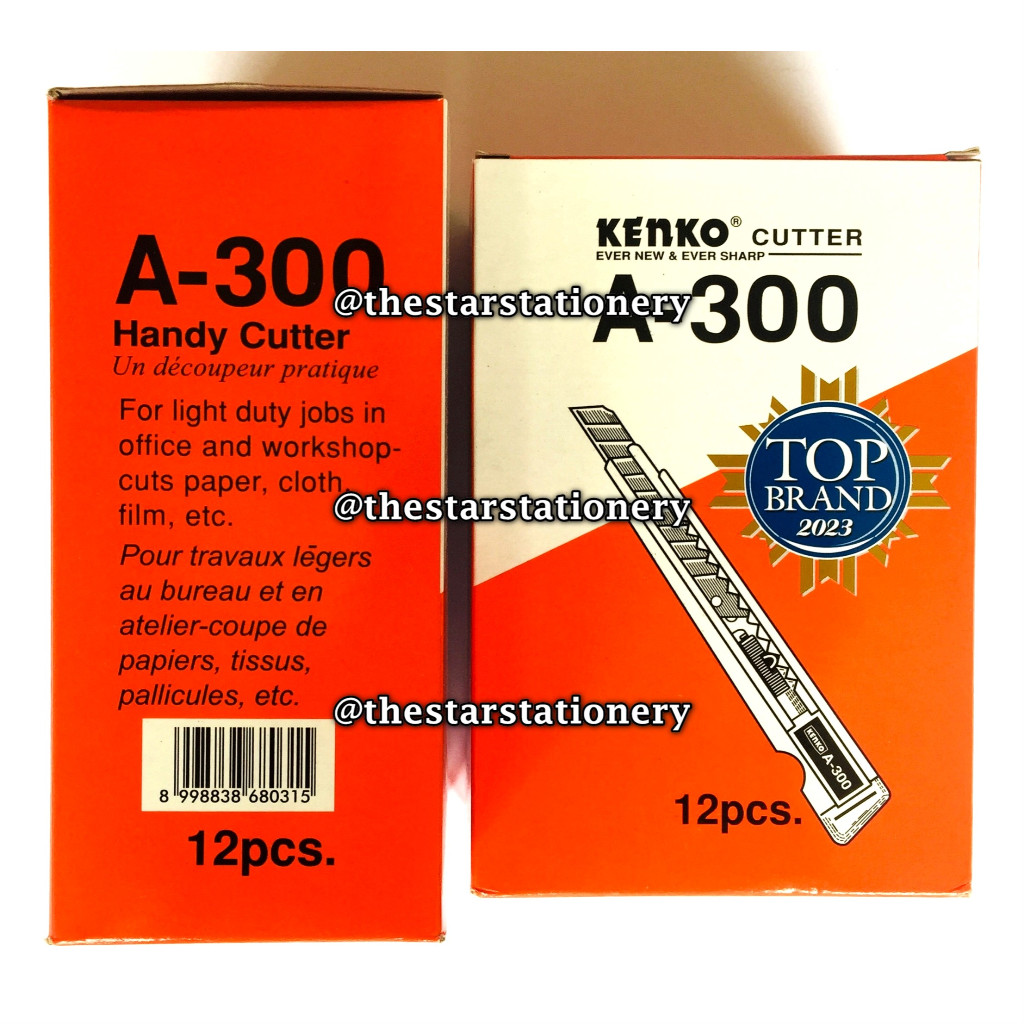 A-300
Handy Cutter
Un découpeur pratique
For light duty jobs in
office and workshop-
cuts paper, cloth,
film, etc.
Pour travaux lēgers
au bureau et en
atelier-coupe de
papiers, tissus,
pallicules, etc.
8 998838 680315
12pcs.
KENKO® CUTTER
EVER NEW & EVER SHARP
A-300
TOP
BRAND
2023
KENKO A-300
12pcs.
@thestarstationery
@thestarstationery
@thestarstationery